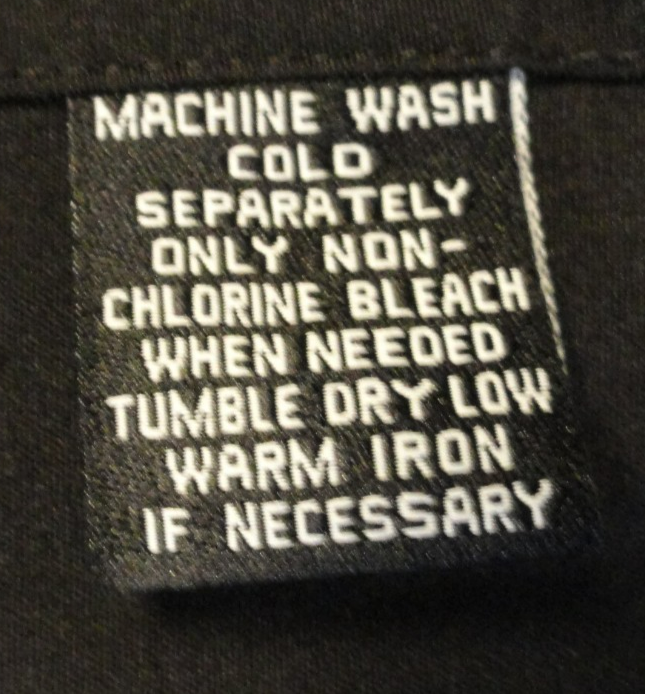 MACHINE WASH
COLD
SEPARATELY
ONLY NON-
CHLORINE BLEACH
WHEN NEEDED
TUMBLE DRY LOW
WARM IRON
IF NECESSARY